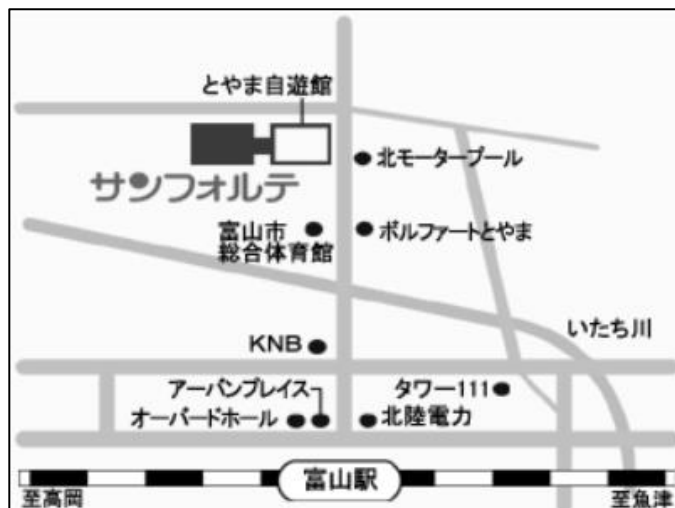 とやま自遊館
北モータープール
サンフォルテ
富山市
総合体育館
ボルファートとやま
いたち川
KNB
アーバンプレイス
タワー111
オーバードホール
北陸電力
富山駅
至高岡
至魚津